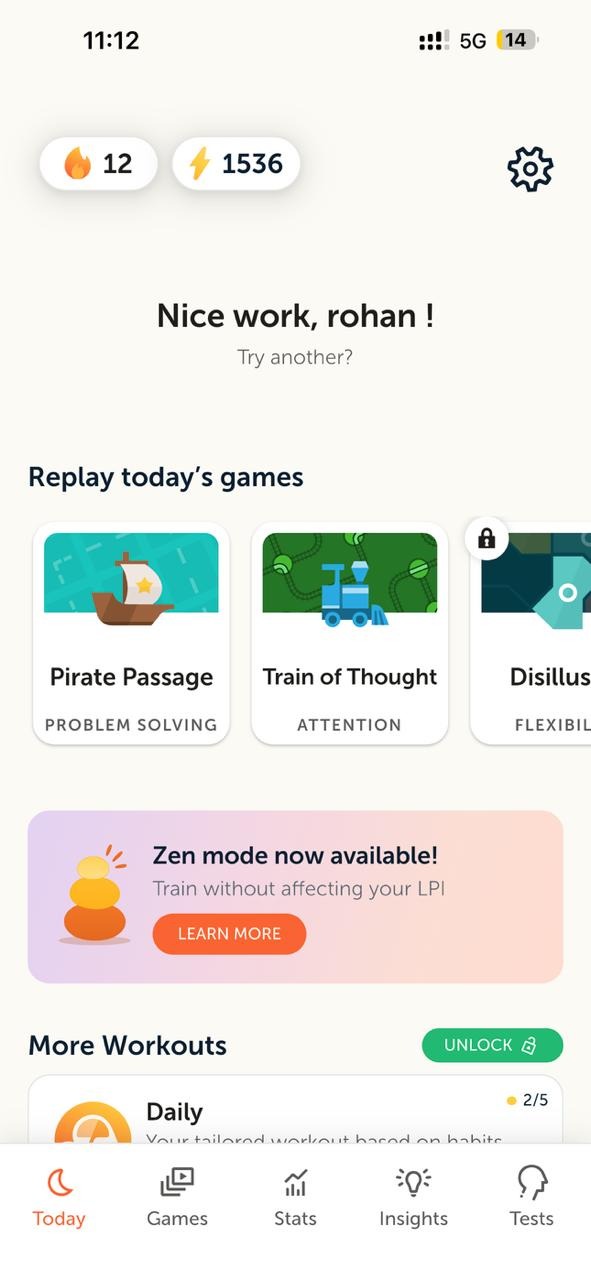 11:12
5G
14
12
1536
Nice work, rohan !
Try another?
Replay today’s games
Pirate Passage
PROBLEM SOLVING
Train of Thought
ATTENTION
Disillus
FLEXIBIL
Zen mode now available!
Train without affecting your LPI
LEARN MORE
More Workouts
UNLOCK
Daily
2/5
Your tailored workout based on habits
Today
Games
Stats
Insights
Tests